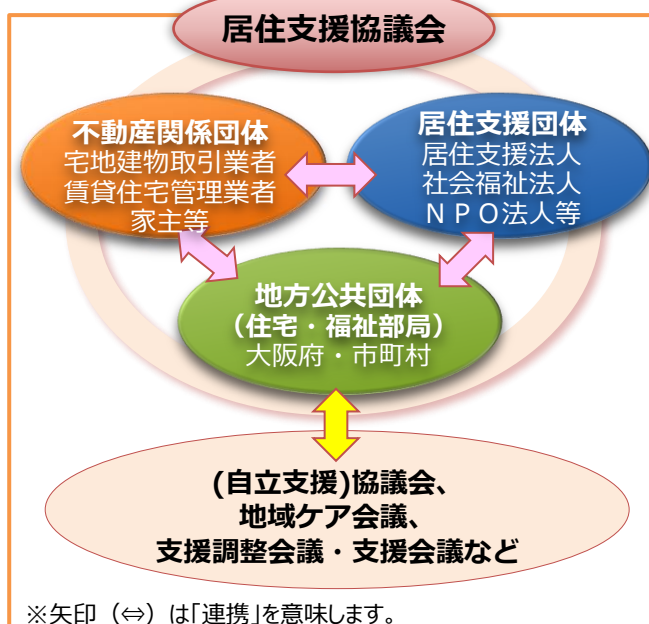 居住支援協議会
不動産関係団体
宅地建物取引業者
賃貸住宅管理業者
家主等
居住支援団体
居住支援法人
社会福祉法人
ＮＰＯ法人等
地方公共団体
（住宅・福祉部局）
大阪府・市町村
(自立支援)協議会、
地域ケア会議、
支援調整会議・支援会議など
※矢印（⇔）は「連携」を意味します。